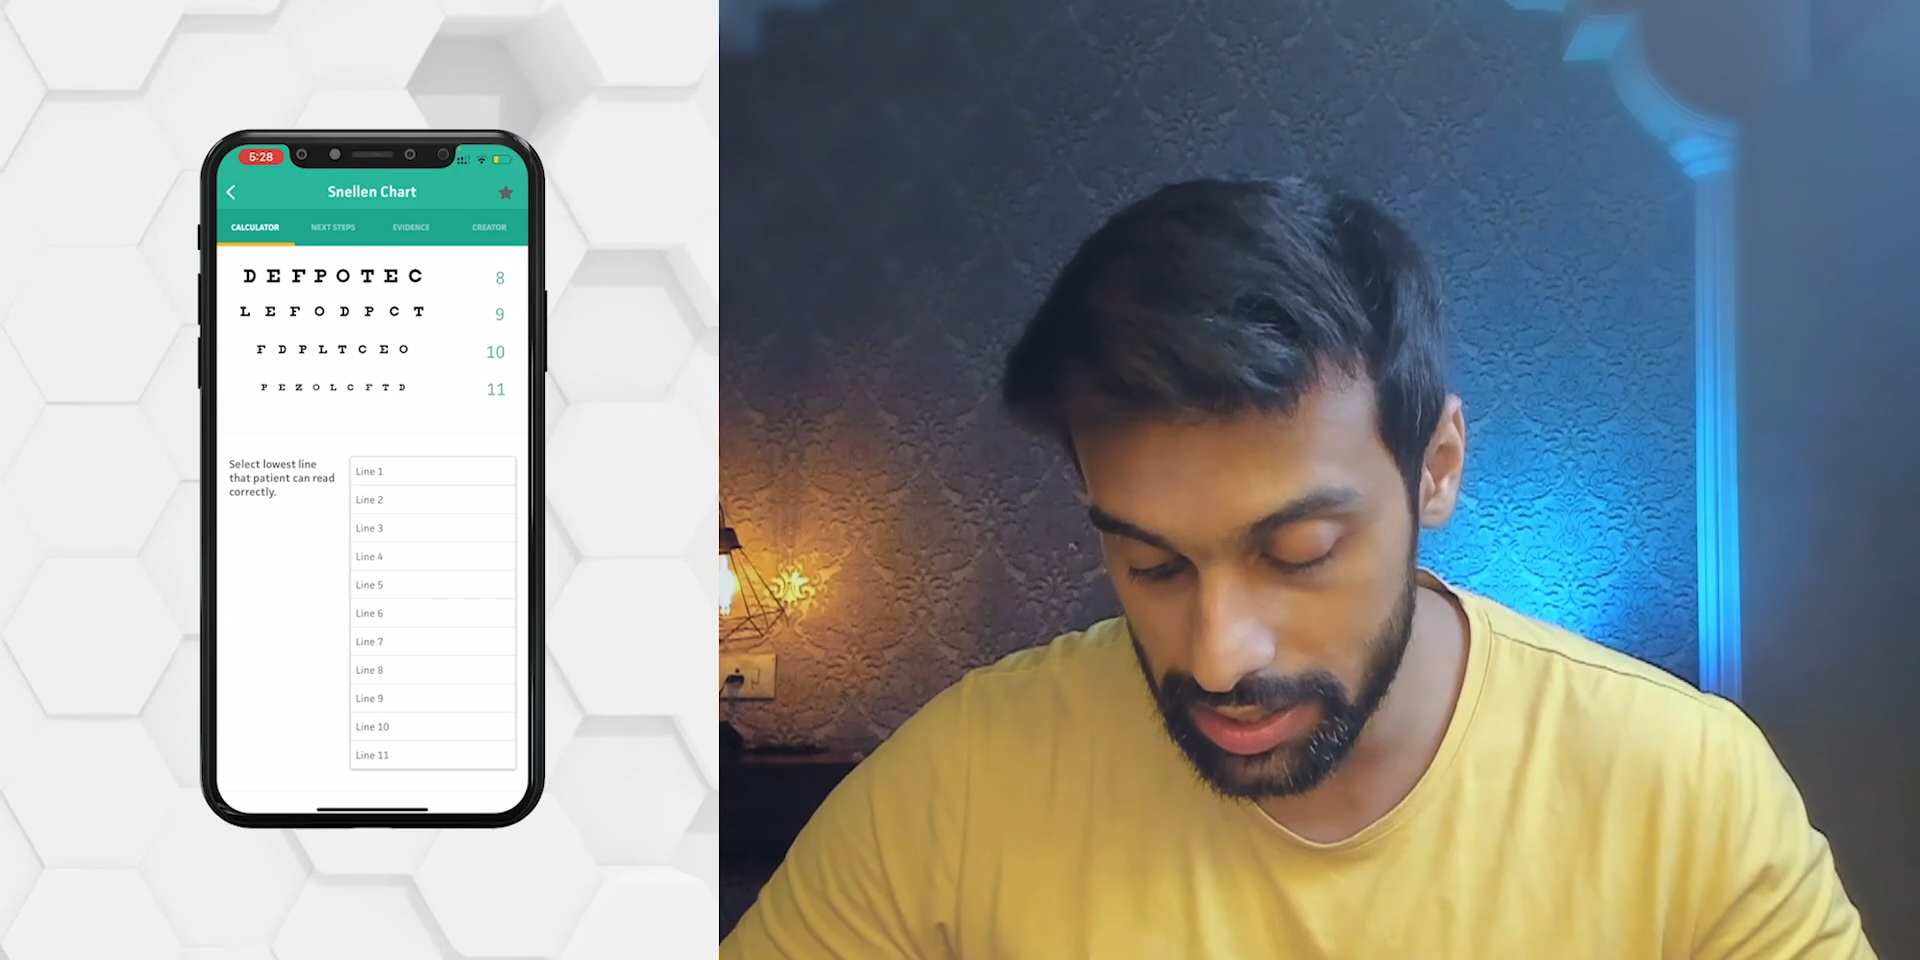 5:28
Snellen Chart
CALCULATOR NEXT STEPS EVIDENCE CREATOR
D E F P O T E C 8
L E F O D P C T 9
F D P L T C E O 10
P E Z O L C F T D 11
Select lowest line
that patient can read
correctly.
Line 1
Line 2
Line 3
Line 4
Line 5
Line 6
Line 7
Line 8
Line 9
Line 10
Line 11